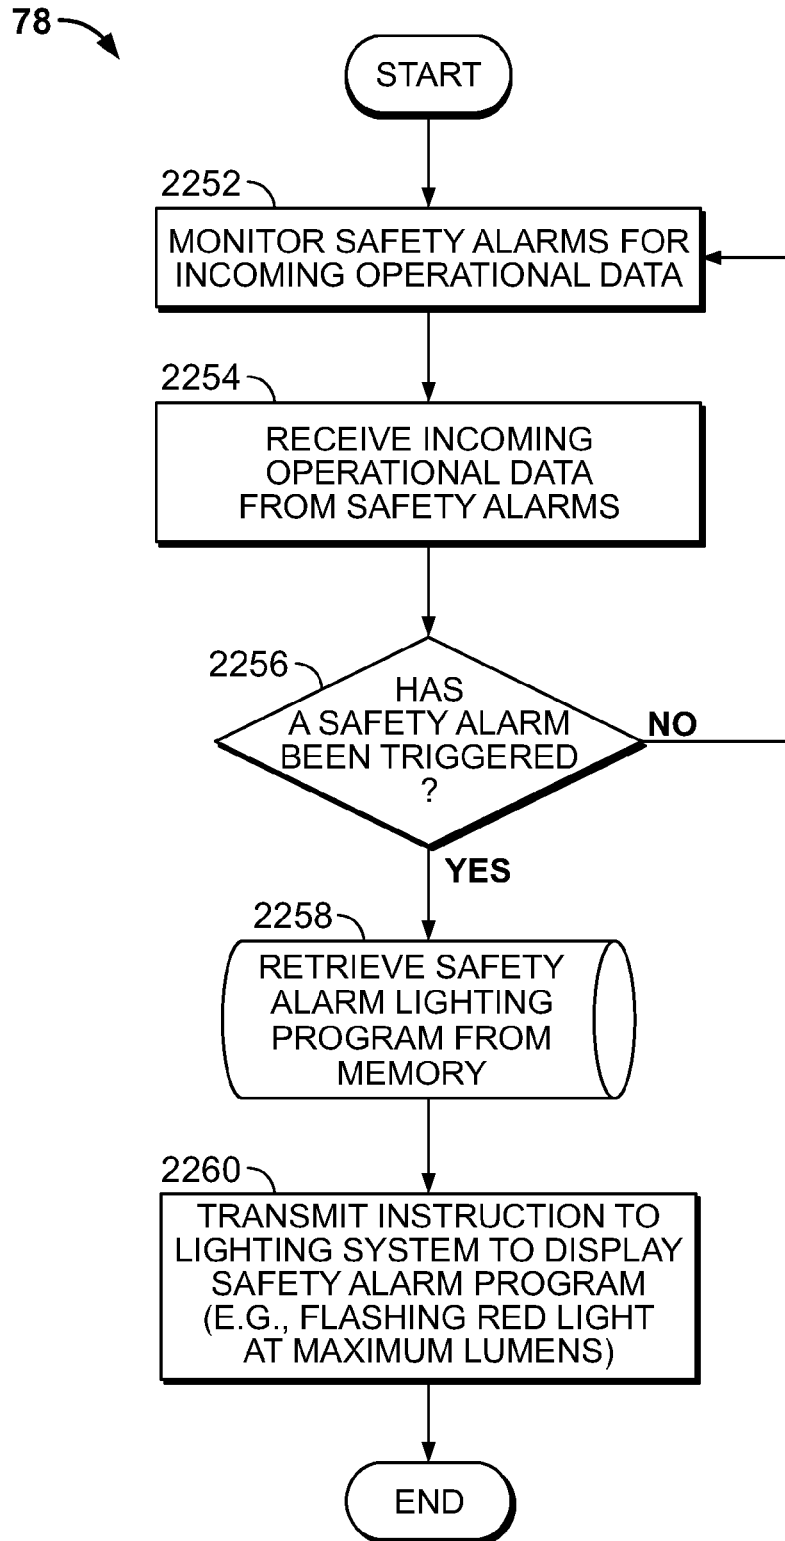 78
START
2252
MONITOR SAFETY ALARMS FOR
INCOMING OPERATIONAL DATA
2254
RECEIVE INCOMING
OPERATIONAL DATA
FROM SAFETY ALARMS
2256
HAS
A SAFETY ALARM
BEEN TRIGGERED
?
NO
YES
2258
RETRIEVE SAFETY
ALARM LIGHTING
PROGRAM FROM
MEMORY
2260
TRANSMIT INSTRUCTION TO
LIGHTING SYSTEM TO DISPLAY
SAFETY ALARM PROGRAM
(E.G., FLASHING RED LIGHT
AT MAXIMUM LUMENS)
END